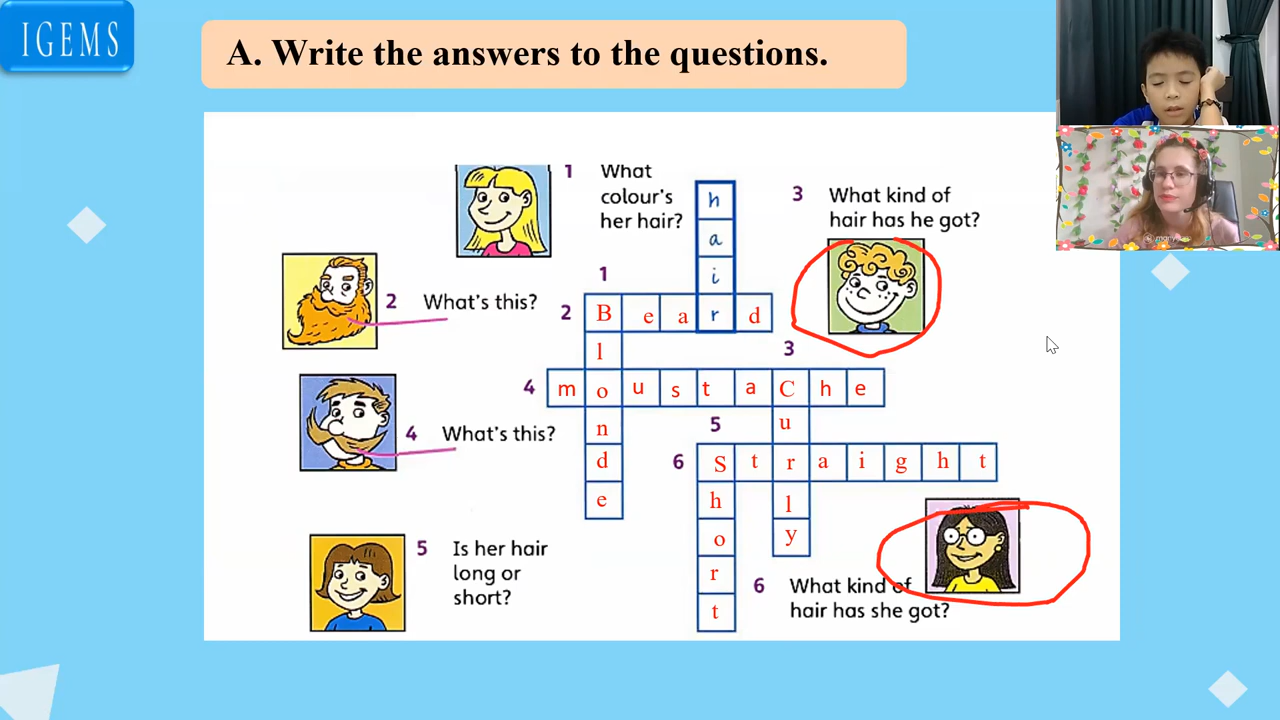 IGEMS
A. Write the answers to the questions.
1 What
colour's
her hair?
h
a
i
r
3 What kind of
hair has he got?
2 What's this?
1
2 B e a r d
l
o
n
d
e
3
4 m o u s t a C h e
u
r
l
y
4 What's this?
5
6 S t r a i g h t
h
o
r
t
5 Is her hair
long or
short?
6 What kind of
hair has she got?